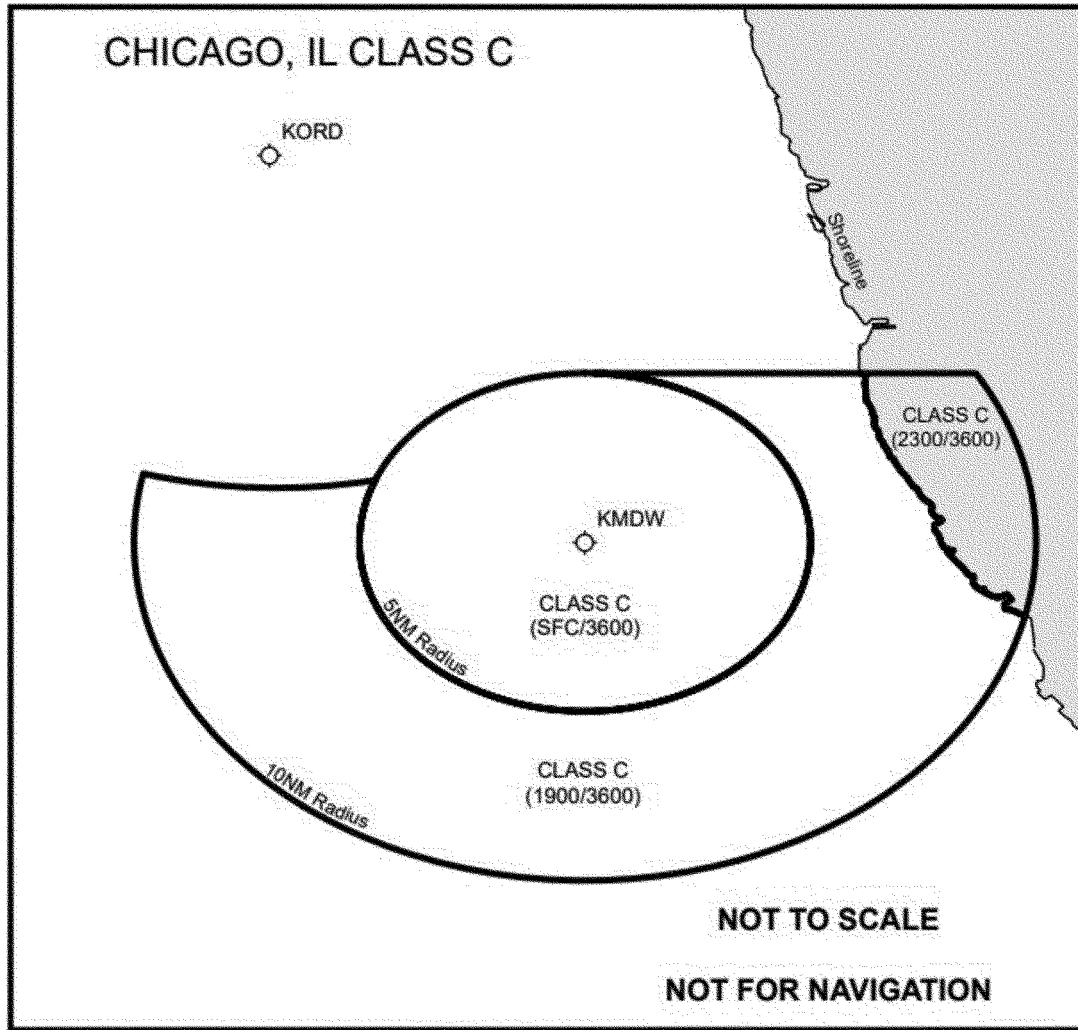 CHICAGO, IL CLASS C
KORD
Shoreline
CLASS C
(2300/3600)
KMDW
CLASS C
(SFC/3600)
5NM Radius
CLASS C
(1900/3600)
10NM Radius
NOT TO SCALE
NOT FOR NAVIGATION